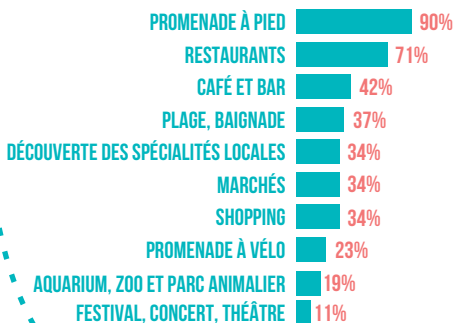 PROMENADE À PIED 90%
RESTAURANTS 71%
CAFÉ ET BAR 42%
PLAGE, BAIGNADE 37%
DÉCOUVERTE DES SPÉCIALITÉS LOCALES 34%
MARCHÉS 34%
SHOPPING 34%
PROMENADE À VÉLO 23%
AQUARIUM, ZOO ET PARC ANIMALIER 19%
FESTIVAL, CONCERT, THÉÂTRE 11%